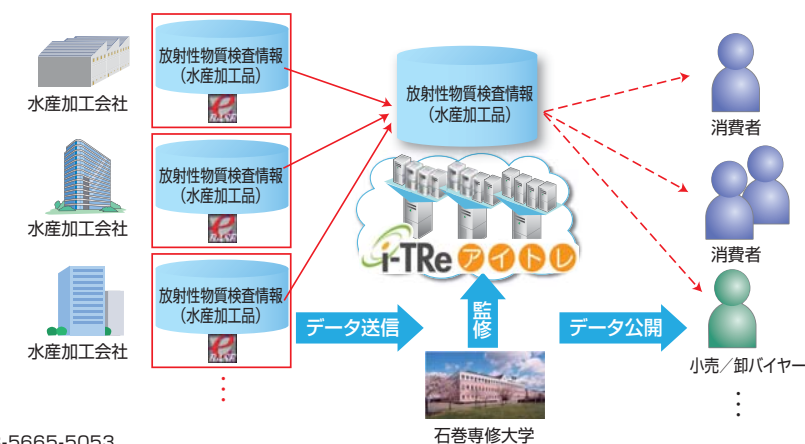 水産加工会社
放射性物質検査情報
（水産加工品）
e
RASE
水産加工会社
放射性物質検査情報
（水産加工品）
e
RASE
水産加工会社
放射性物質検査情報
（水産加工品）
e
RASE
放射性物質検査情報
（水産加工品）
i-TRe アイトレ
データ送信
監修
データ公開
石巻専修大学
消費者
消費者
小売／卸バイヤー
-5665-5053